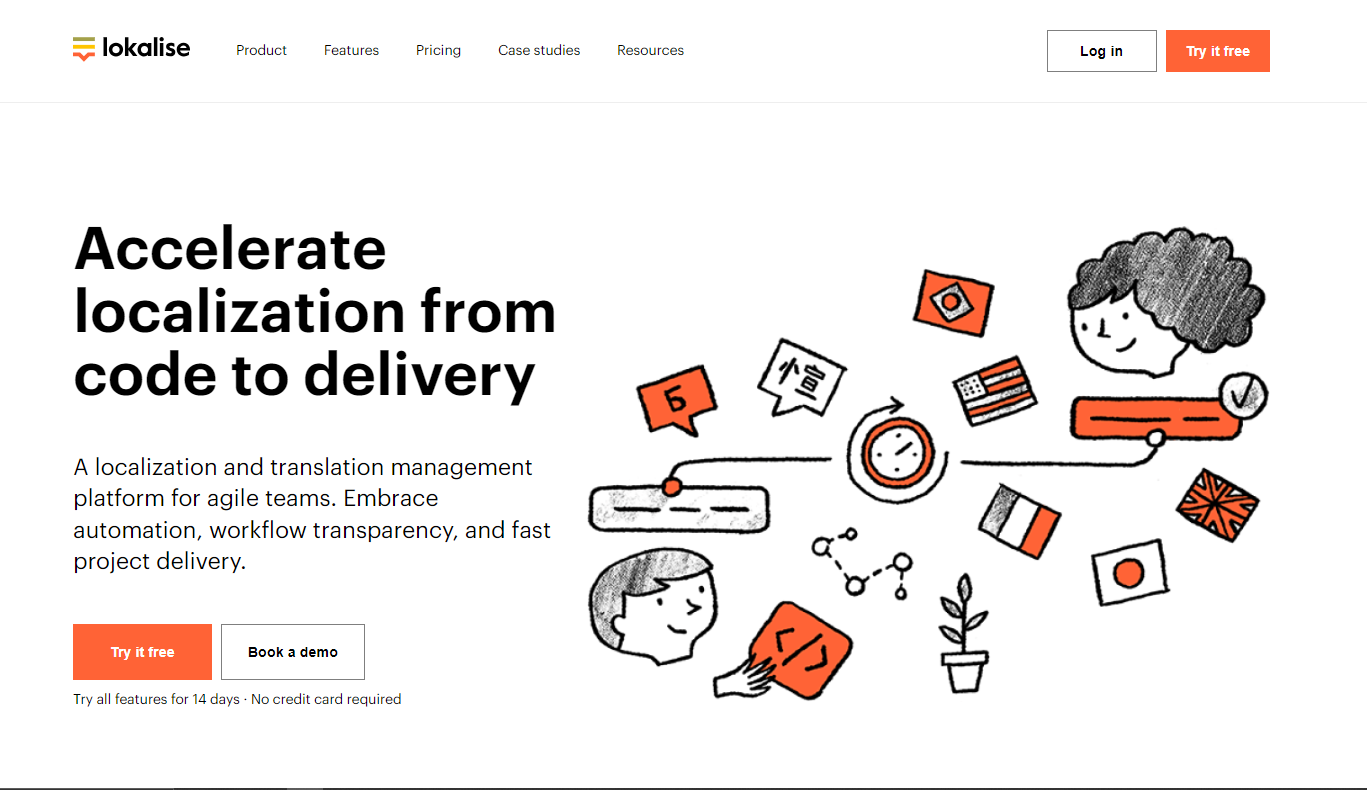 lokalise
Product
Features
Pricing
Case studies
Resources
Log in
Try it free
Accelerate
localization from
code to delivery
A localization and translation management
platform for agile teams. Embrace
automation, workflow transparency, and fast
project delivery.
Try it free
Book a demo
Try all features for 14 days · No credit card required
Б
</>